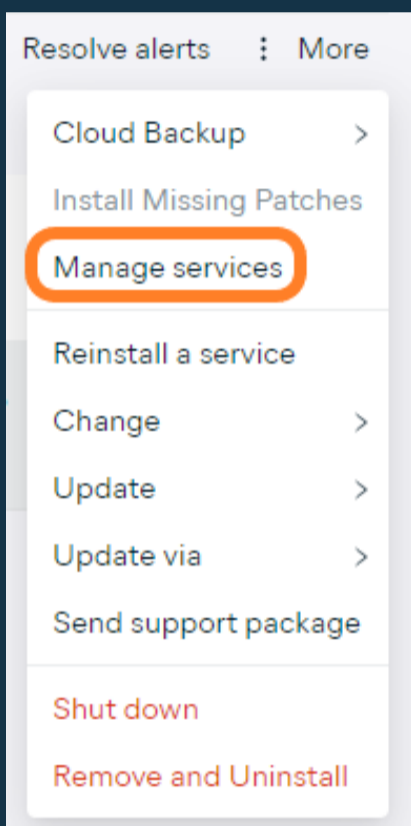 Resolve alerts ⋮ More
Cloud Backup >
Install Missing Patches
Manage services
Reinstall a service
Change >
Update >
Update via >
Send support package
Shut down
Remove and Uninstall